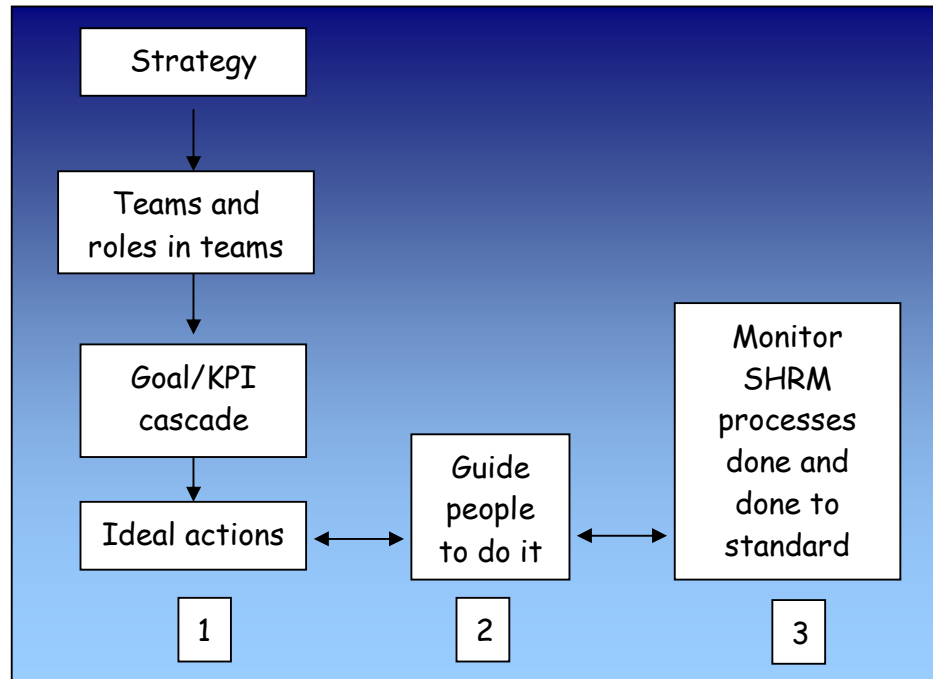 Strategy
Teams and
roles in teams
Goal/KPI
cascade
Ideal actions
Guide
people
to do it
Monitor
SHRM
processes
done and
done to
standard
1
2
3